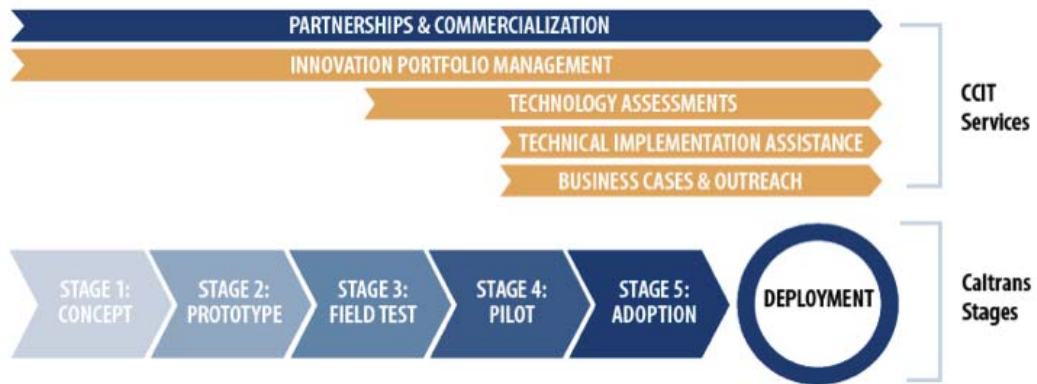 PARTNERSHIPS & COMMERCIALIZATION
INNOVATION PORTFOLIO MANAGEMENT
TECHNOLOGY ASSESSMENTS
TECHNICAL IMPLEMENTATION ASSISTANCE
BUSINESS CASES & OUTREACH
CCIT
Services
STAGE 1:
CONCEPT
STAGE 2:
PROTOTYPE
STAGE 3:
FIELD TEST
STAGE 4:
PILOT
STAGE 5:
ADOPTION
DEPLOYMENT
Caltrans
Stages